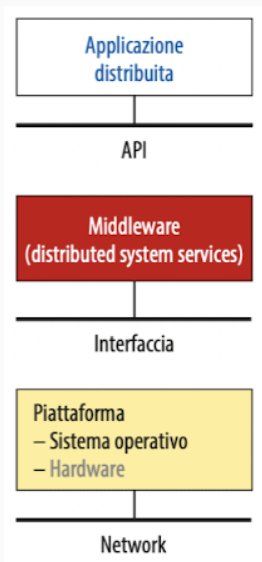 Applicazione
distribuita
API
Middleware
(distributed system services)
Interfaccia
Piattaforma
– Sistema operativo
– Hardware
Network